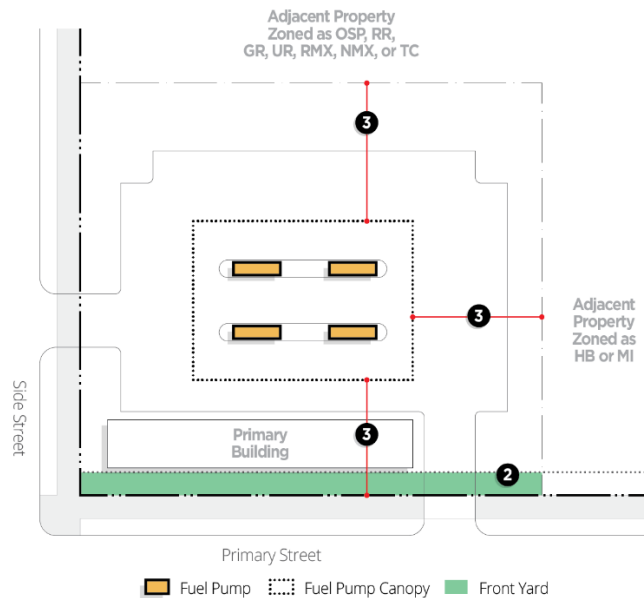 Adjacent Property
Zoned as OSP, RR,
GR, UR, RMX, NMX, or TC
3
3
Adjacent
Property
Zoned as
HB or MI
3
Side Street
Primary
Building
2
Primary Street
Fuel Pump Fuel Pump Canopy Front Yard